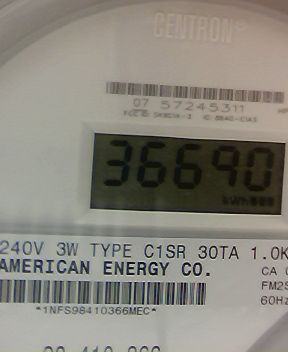 CENTRON®
07 57245311
36690
kWh
240V 3W TYPE C1SR 30TA 1.0K
AMERICAN ENERGY CO.
CA
FM2S
60Hz
*1NFS98410366MEC*